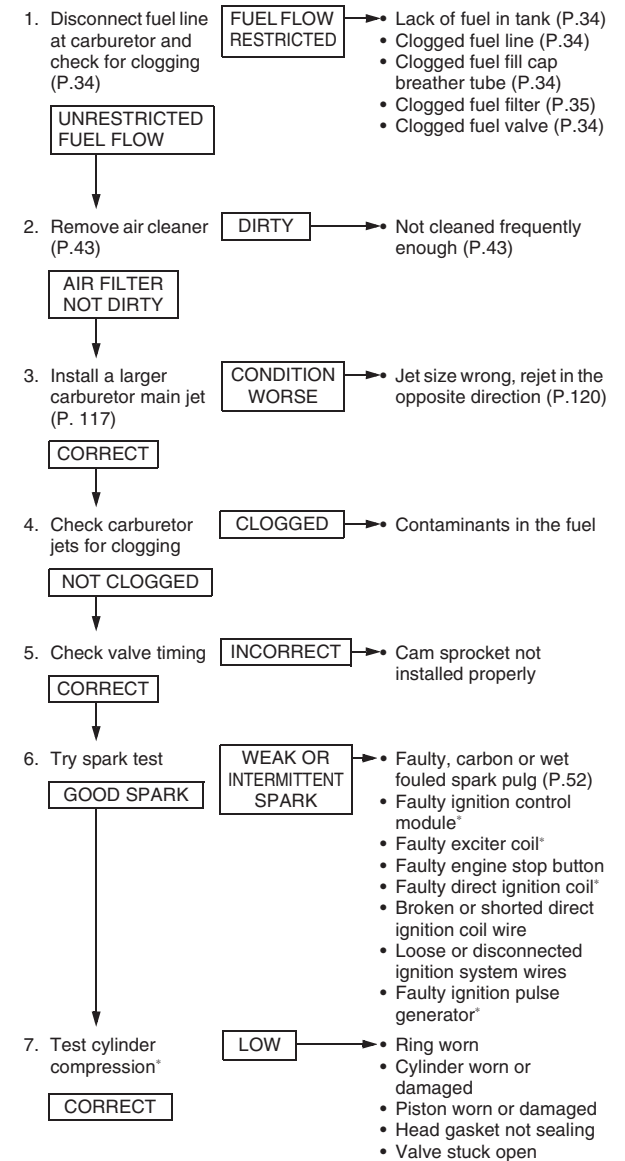 1. Disconnect fuel line
at carburetor and
check for clogging
(P.34)
FUEL FLOW
RESTRICTED
• Lack of fuel in tank (P.34)
• Clogged fuel line (P.34)
• Clogged fuel fill cap
breather tube (P.34)
• Clogged fuel filter (P.35)
• Clogged fuel valve (P.34)
UNRESTRICTED
FUEL FLOW
2. Remove air cleaner
(P.43)
DIRTY
• Not cleaned frequently
enough (P.43)
AIR FILTER
NOT DIRTY
3. Install a larger
carburetor main jet
(P. 117)
CONDITION
WORSE
• Jet size wrong, rejet in the
opposite direction (P.120)
CORRECT
4. Check carburetor
jets for clogging
CLOGGED
• Contaminants in the fuel
NOT CLOGGED
5. Check valve timing
INCORRECT
• Cam sprocket not
installed properly
CORRECT
6. Try spark test
WEAK OR
INTERMITTENT
SPARK
• Faulty, carbon or wet
fouled spark pulg (P.52)
• Faulty ignition control
module*
• Faulty exciter coil*
• Faulty engine stop button
• Faulty direct ignition coil*
• Broken or shorted direct
ignition coil wire
• Loose or disconnected
ignition system wires
• Faulty ignition pulse
generator*
GOOD SPARK
7. Test cylinder
compression*
LOW
• Ring worn
• Cylinder worn or
damaged
• Piston worn or damaged
• Head gasket not sealing
• Valve stuck open
CORRECT